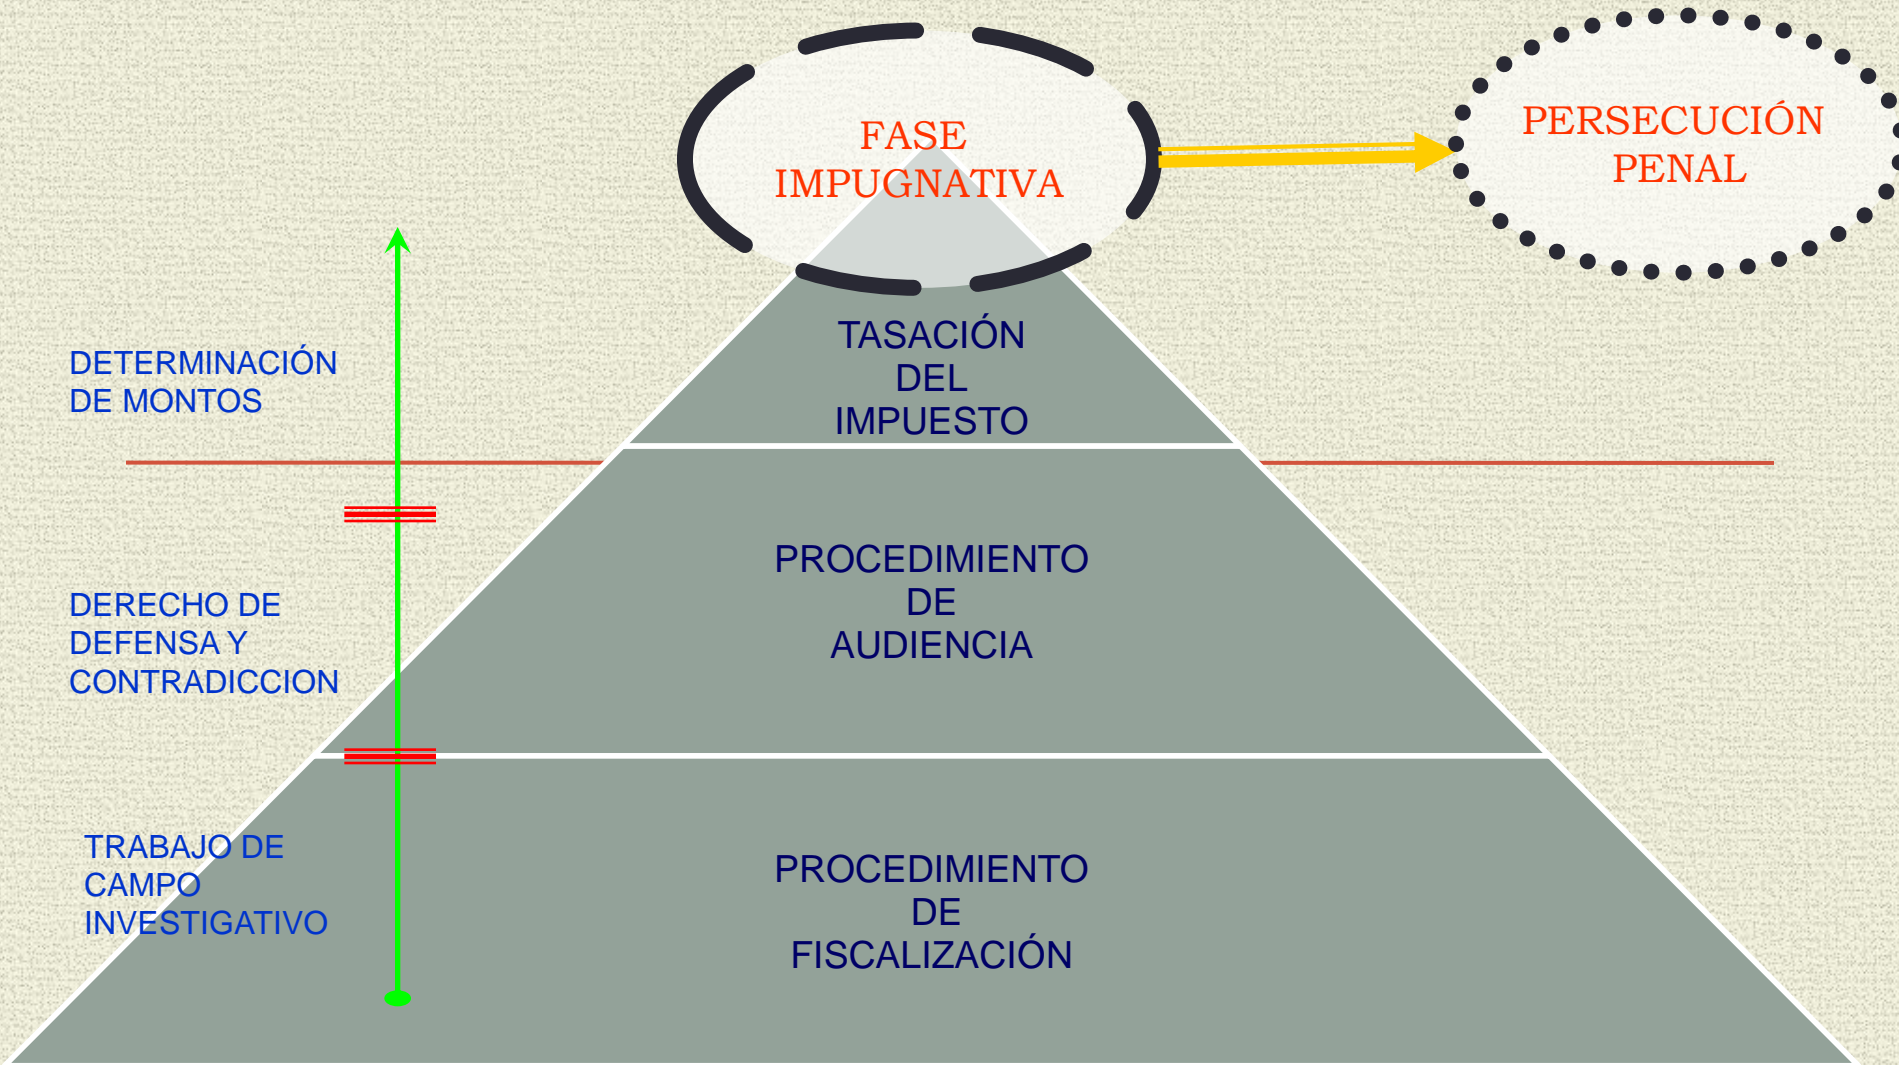 FASE
IMPUGNATIVA
PERSECUCIÓN
PENAL
DETERMINACIÓN
DE MONTOS
TASACIÓN
DEL
IMPUESTO
DERECHO DE
DEFENSA Y
CONTRADICCION
PROCEDIMIENTO
DE
AUDIENCIA
TRABAJO DE
CAMPO
INVESTIGATIVO
PROCEDIMIENTO
DE
FISCALIZACIÓN